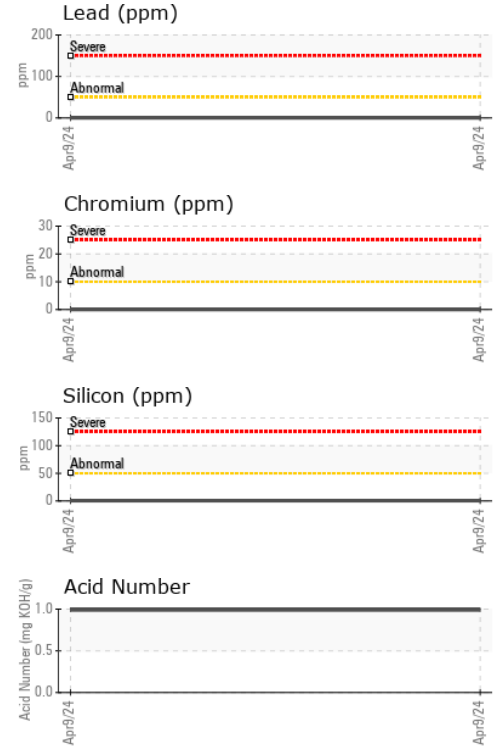 Lead (ppm)
200
Severe
100
Abnormal
0
ppm
Apr9/24
Apr9/24
Chromium (ppm)
30
Severe
20
Abnormal
10
0
ppm
Apr9/24
Apr9/24
Silicon (ppm)
150
Severe
100
Abnormal
50
0
ppm
Apr9/24
Apr9/24
Acid Number
1.0
0.5
0.0
Acid Number (mg KOH/g)
Apr9/24
Apr9/24